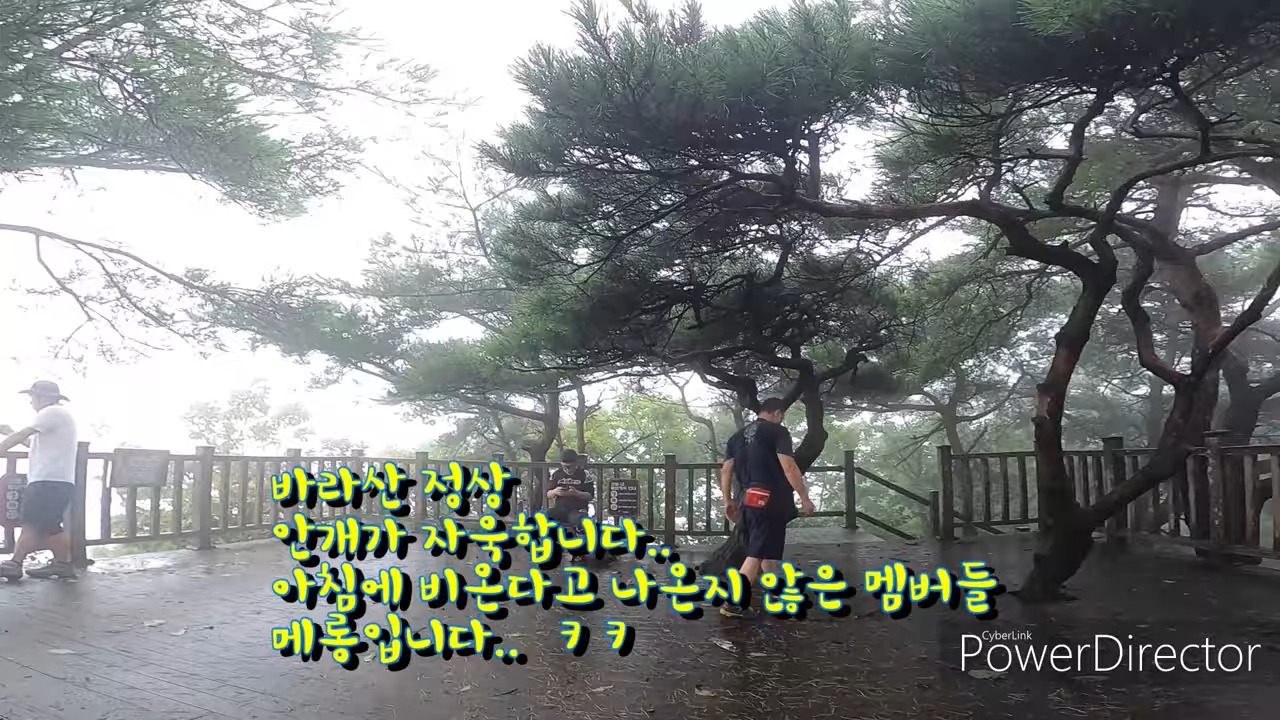 바라산 정상
안개가 자욱합니다..
아침에 비온다고 나온지 않은 멤버들
메롱입니다.. ㅋ ㅋ
CyberLink
PowerDirector